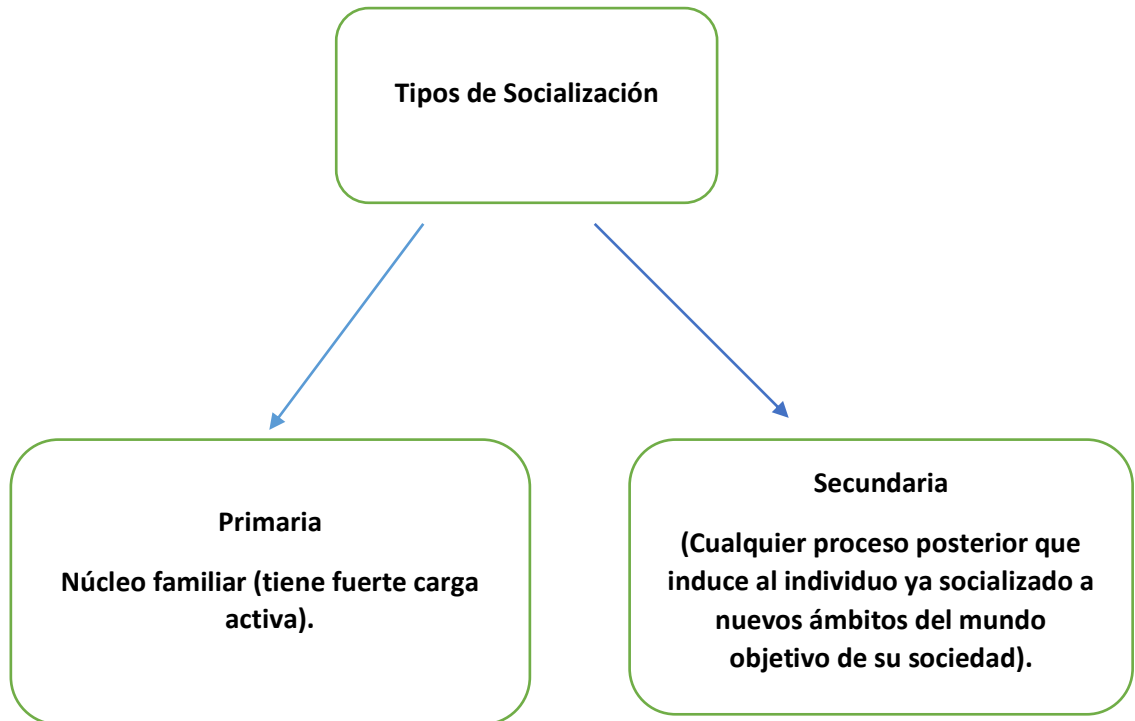 Tipos de Socialización
Primaria
Núcleo familiar (tiene fuerte carga
activa).
Secundaria
(Cualquier proceso posterior que
induce al individuo ya socializado a
nuevos ámbitos del mundo
objetivo de su sociedad).